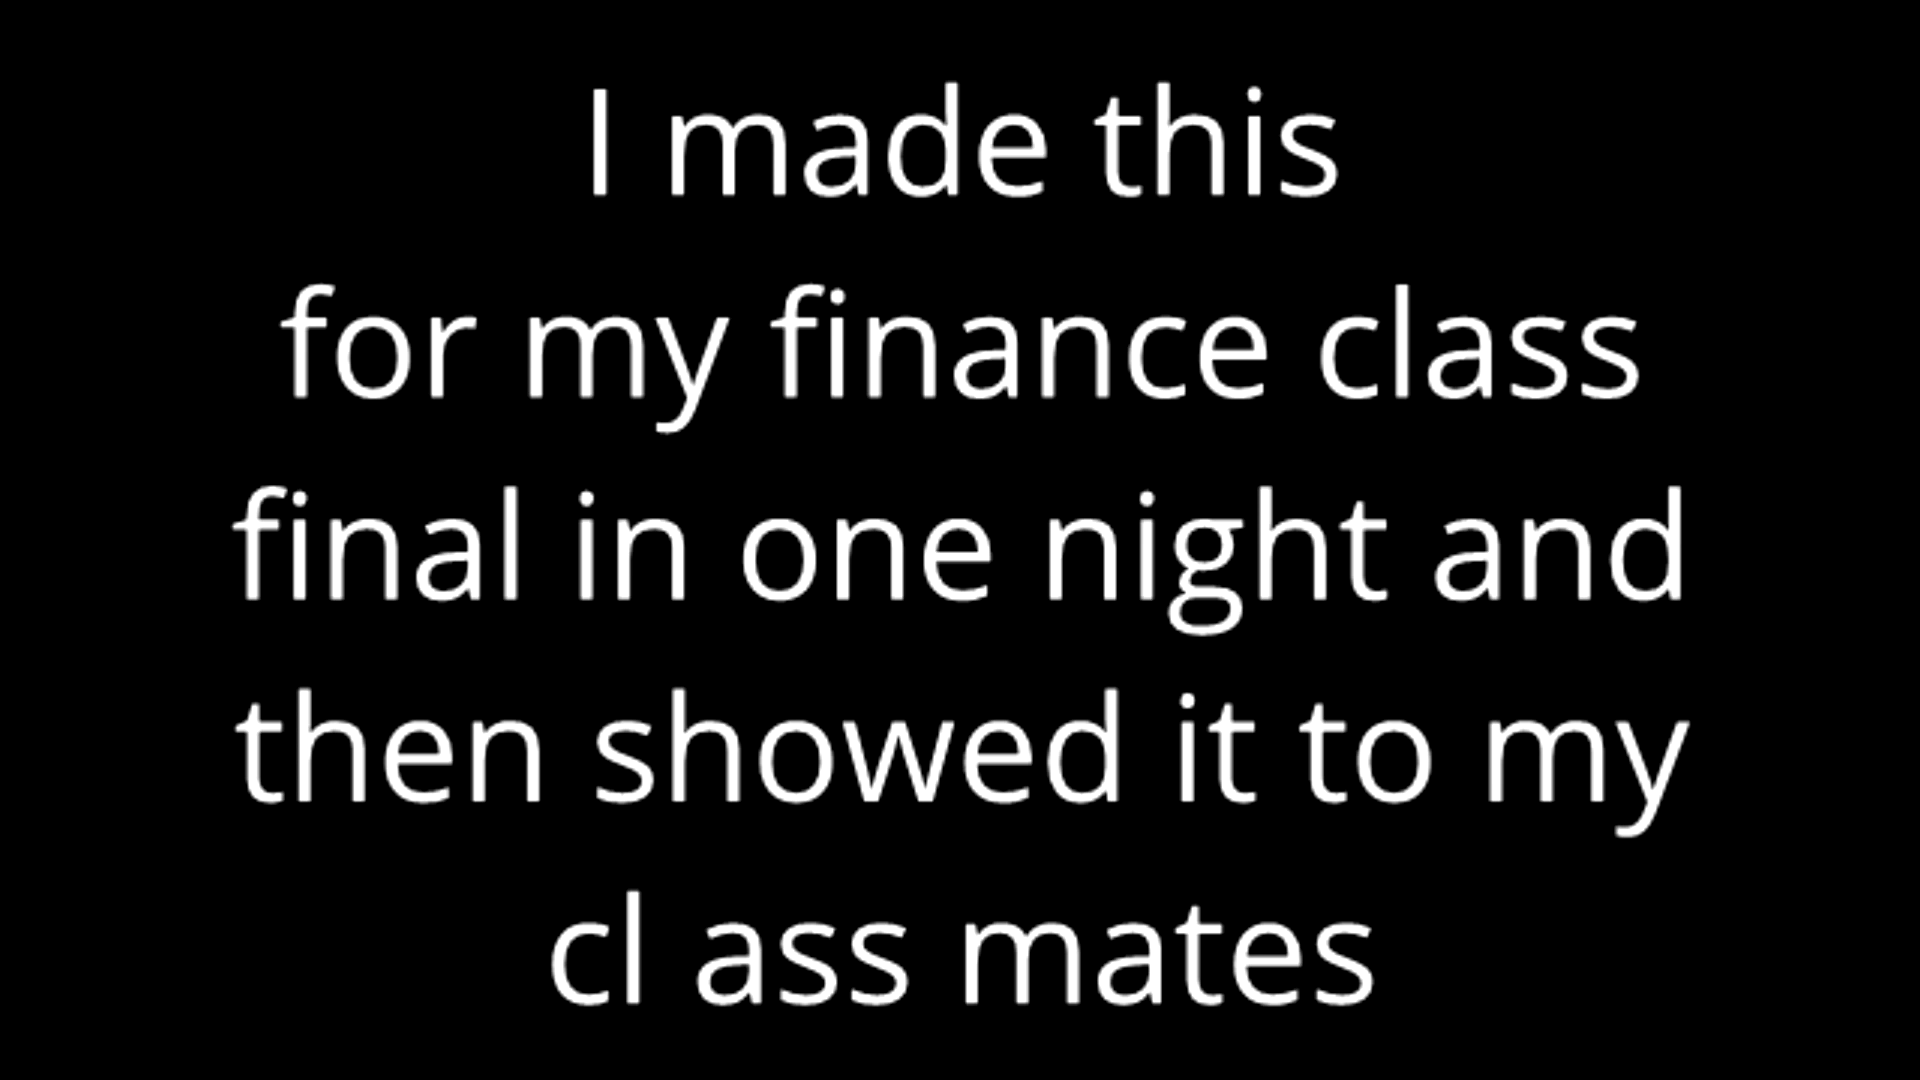 I made this
for my finance class
final in one night and
then showed it to my
cl ass mates